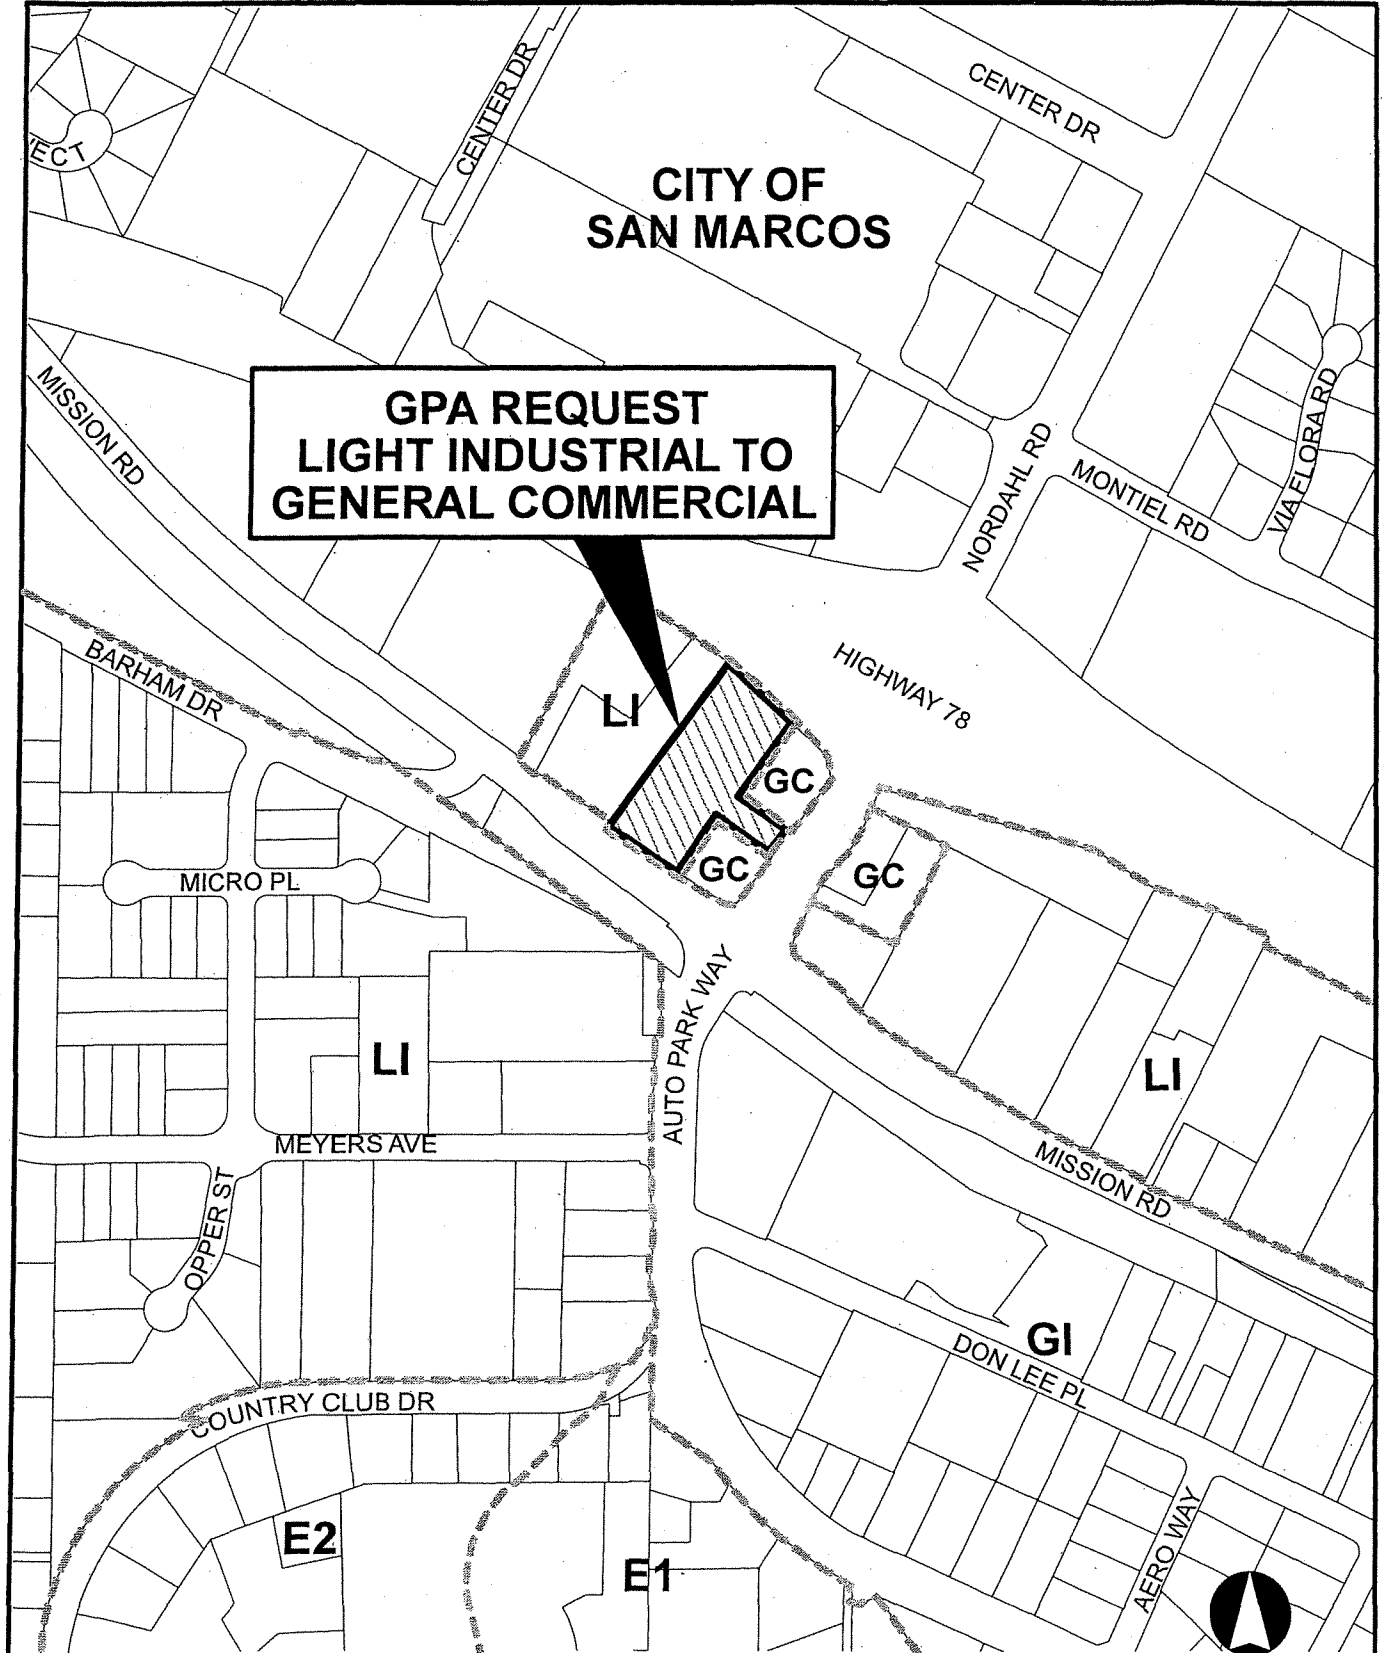 CENTER DR
CENTER DR
VECT
CITY OF
SAN MARCOS
GPA REQUEST
LIGHT INDUSTRIAL TO
GENERAL COMMERCIAL
MISSION RD
VIA FLORA RD
NORDAHL RD
MONTIEL RD
BARHAM DR
HIGHWAY 78
LI
GC
GC
GC
MICRO PL
AUTO PARK WAY
LI
LI
MEYERS AVE
MISSION RD
OPPER ST
GI
DON LEE PL
COUNTRY CLUB DR
AERO WAY
E2
E1